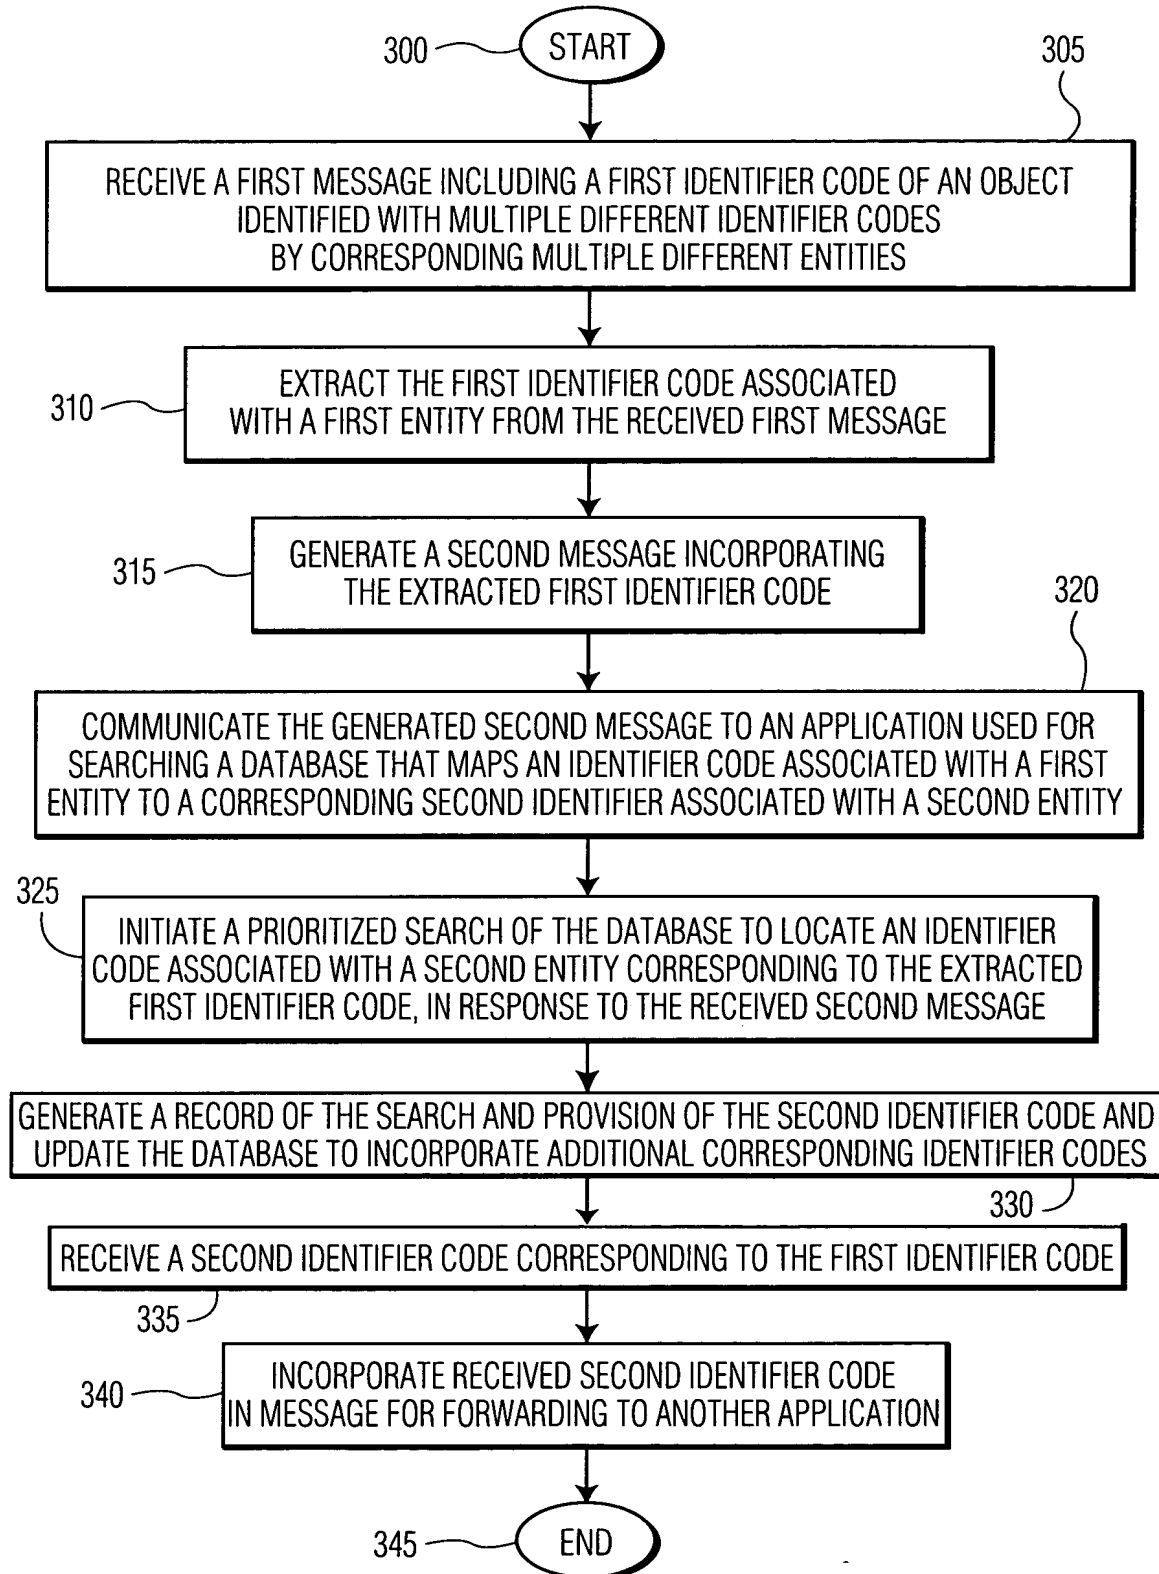 300
START
305
RECEIVE A FIRST MESSAGE INCLUDING A FIRST IDENTIFIER CODE OF AN OBJECT
IDENTIFIED WITH MULTIPLE DIFFERENT IDENTIFIER CODES
BY CORRESPONDING MULTIPLE DIFFERENT ENTITIES
310
EXTRACT THE FIRST IDENTIFIER CODE ASSOCIATED
WITH A FIRST ENTITY FROM THE RECEIVED FIRST MESSAGE
315
GENERATE A SECOND MESSAGE INCORPORATING
THE EXTRACTED FIRST IDENTIFIER CODE
320
COMMUNICATE THE GENERATED SECOND MESSAGE TO AN APPLICATION USED FOR
SEARCHING A DATABASE THAT MAPS AN IDENTIFIER CODE ASSOCIATED WITH A FIRST
ENTITY TO A CORRESPONDING SECOND IDENTIFIER ASSOCIATED WITH A SECOND ENTITY
325
INITIATE A PRIORITIZED SEARCH OF THE DATABASE TO LOCATE AN IDENTIFIER
CODE ASSOCIATED WITH A SECOND ENTITY CORRESPONDING TO THE EXTRACTED
FIRST IDENTIFIER CODE, IN RESPONSE TO THE RECEIVED SECOND MESSAGE
GENERATE A RECORD OF THE SEARCH AND PROVISION OF THE SECOND IDENTIFIER CODE AND
UPDATE THE DATABASE TO INCORPORATE ADDITIONAL CORRESPONDING IDENTIFIER CODES
330
RECEIVE A SECOND IDENTIFIER CODE CORRESPONDING TO THE FIRST IDENTIFIER CODE
335
340
INCORPORATE RECEIVED SECOND IDENTIFIER CODE
IN MESSAGE FOR FORWARDING TO ANOTHER APPLICATION
345
END